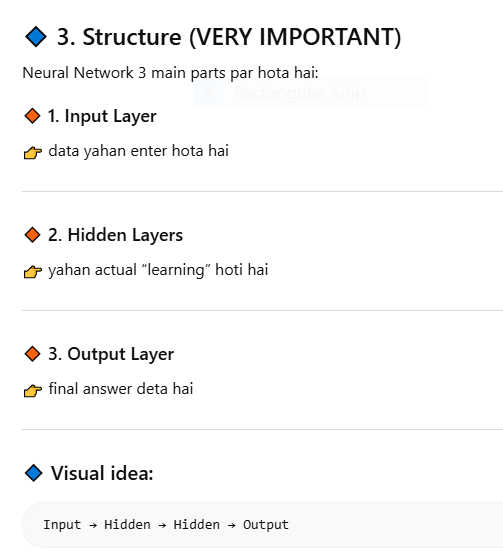 🔷 3. Structure (VERY IMPORTANT)
Neural Network 3 main parts par hota hai:
Rectangular Snip
🔶 1. Input Layer
👉 data yahan enter hota hai
🔶 2. Hidden Layers
👉 yahan actual “learning” hoti hai
🔶 3. Output Layer
👉 final answer deta hai
🔷 Visual idea:
Input → Hidden → Hidden → Output